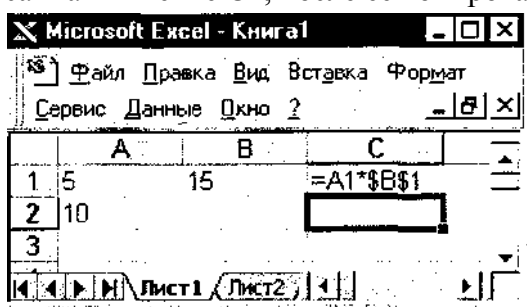 Microsoft Excel - Книга1
Файл Правка Вид Вставка Формат
Сервис Данные Окно ?
A B C
1 5 15 =A1*$B$1
2 10
3
Лист1 Лист2